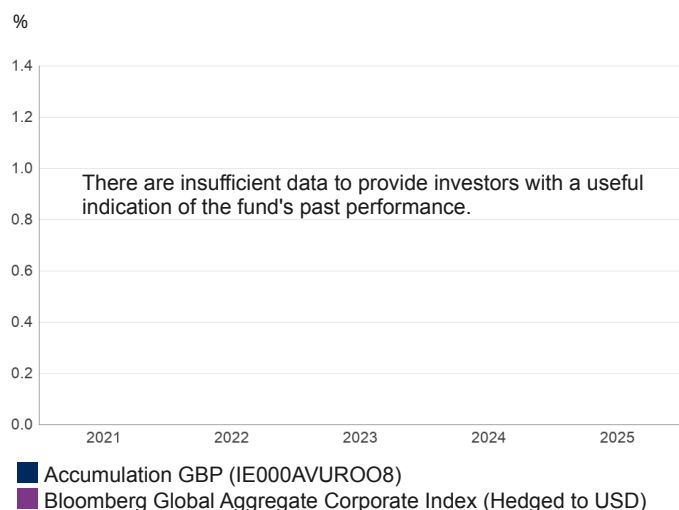 %
1.4
1.2
1.0
There are insufficient data to provide investors with a useful
indication of the fund's past performance.
0.8
0.6
0.4
0.2
0.0
2021 2022 2023 2024 2025
Accumulation GBP (IE000AVUROO8)
Bloomberg Global Aggregate Corporate Index (Hedged to USD)